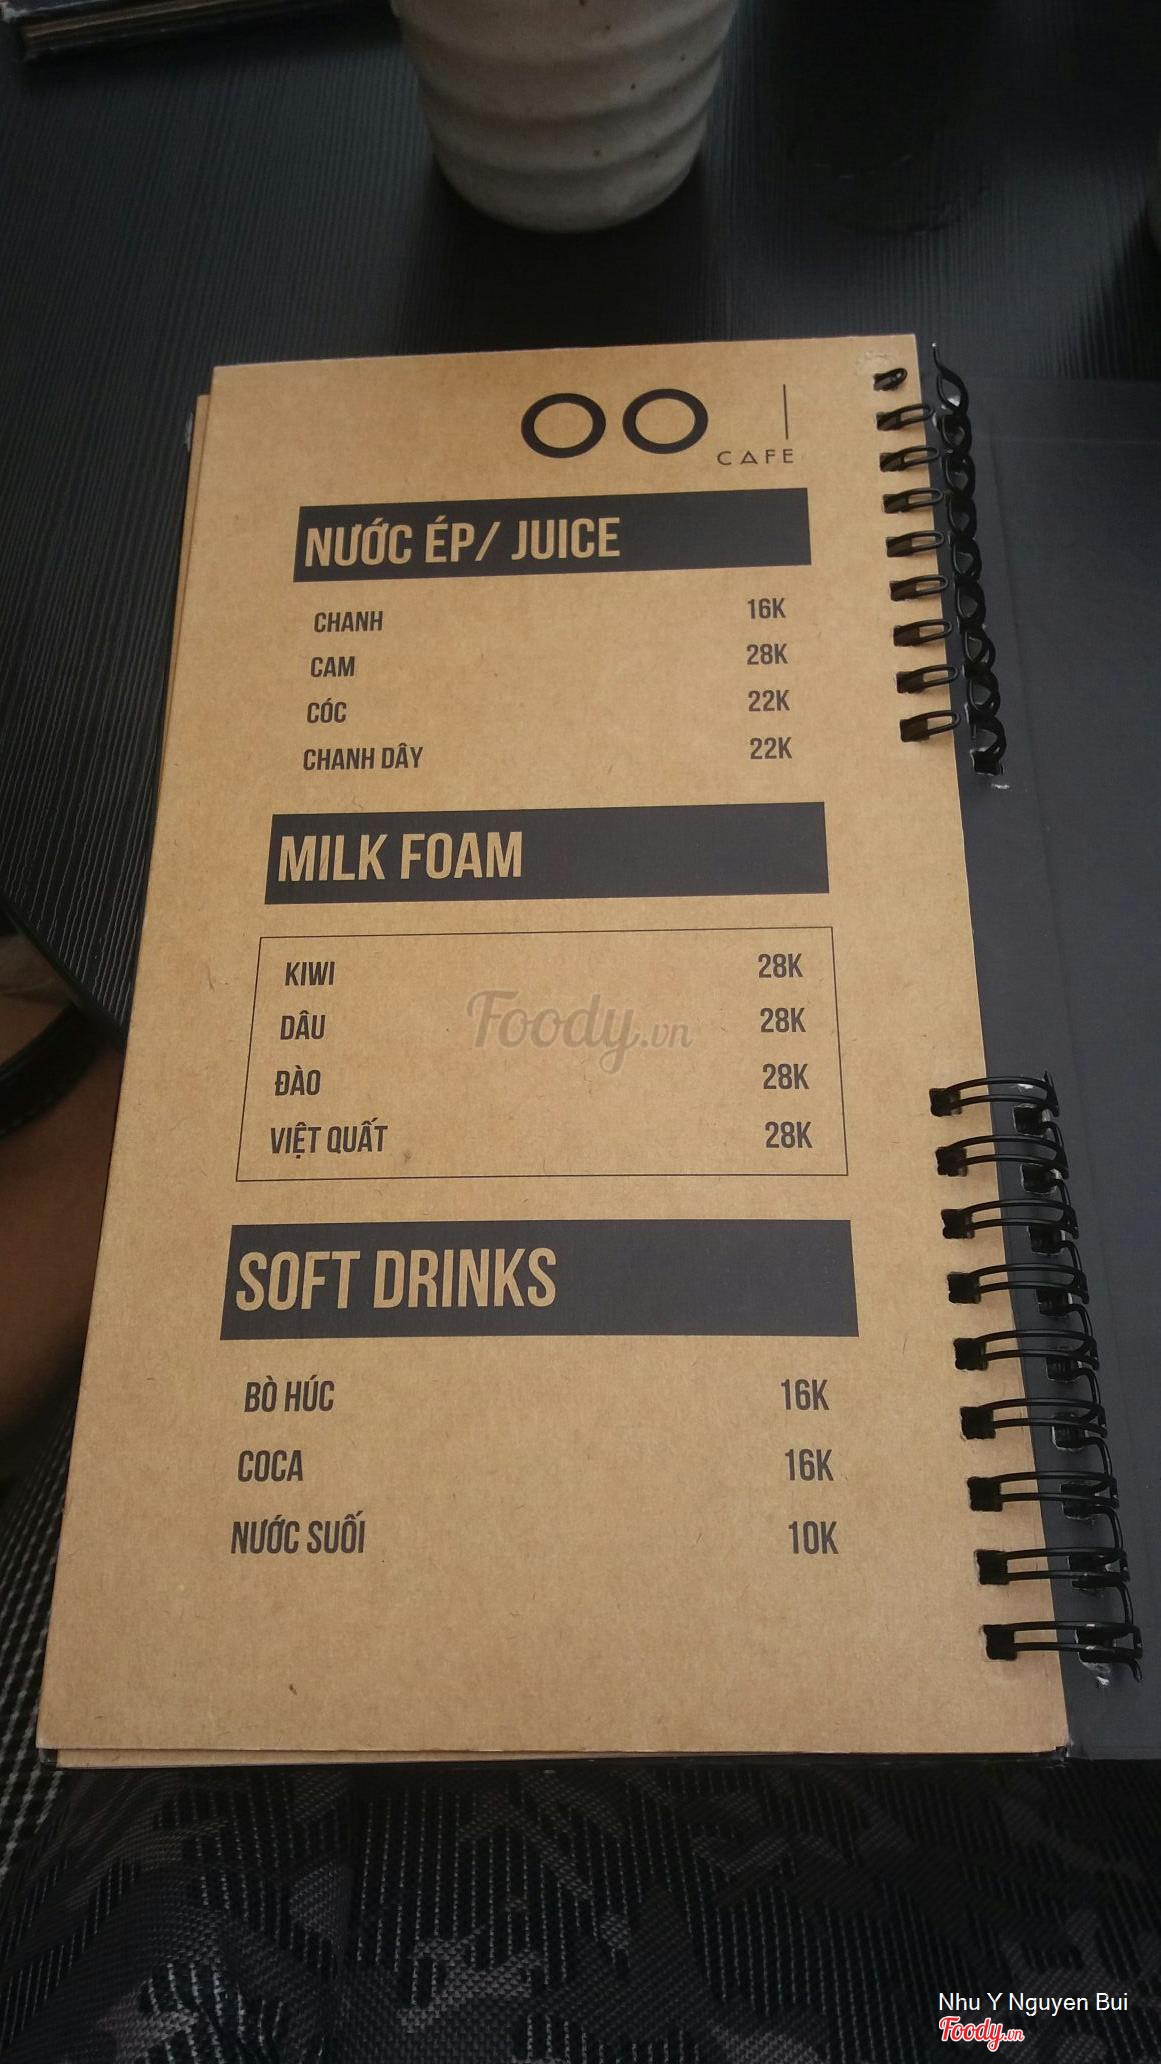 OO |
CAFE
NƯỚC ÉP/ JUICE
CHANH 16K
CAM 28K
CÓC 22K
CHANH DÂY 22K
MILK FOAM
KIWI 28K
DÂU 28K
ĐÀO 28K
VIỆT QUẤT 28K
Foody.vn
SOFT DRINKS
BÒ HÚC 16K
COCA 16K
NƯỚC SUỐI 10K
Nhu Y Nguyen Bui
Foody.vn